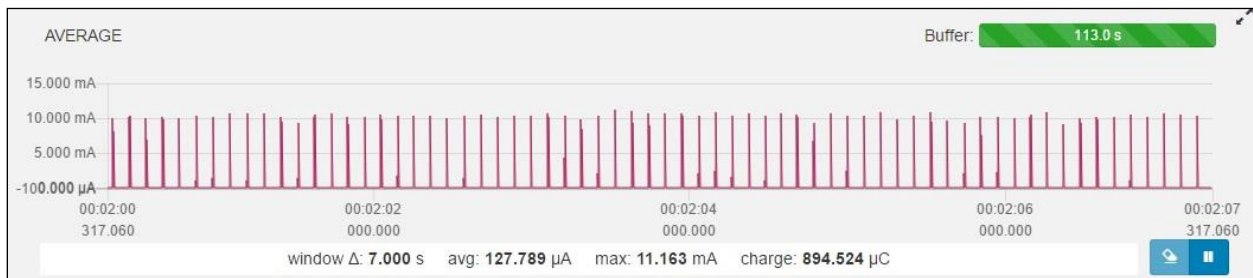 AVERAGE
Buffer: 113.0 s
15.000 mA
10.000 mA
5.000 mA
0.000 µA
00:02:00 00:02:02 00:02:04 00:02:06 00:02:07
317.060 000.000 000.000 000.000 317.060
window Δ: 7.000 s avg: 127.789 µA max: 11.163 mA charge: 894.524 µC